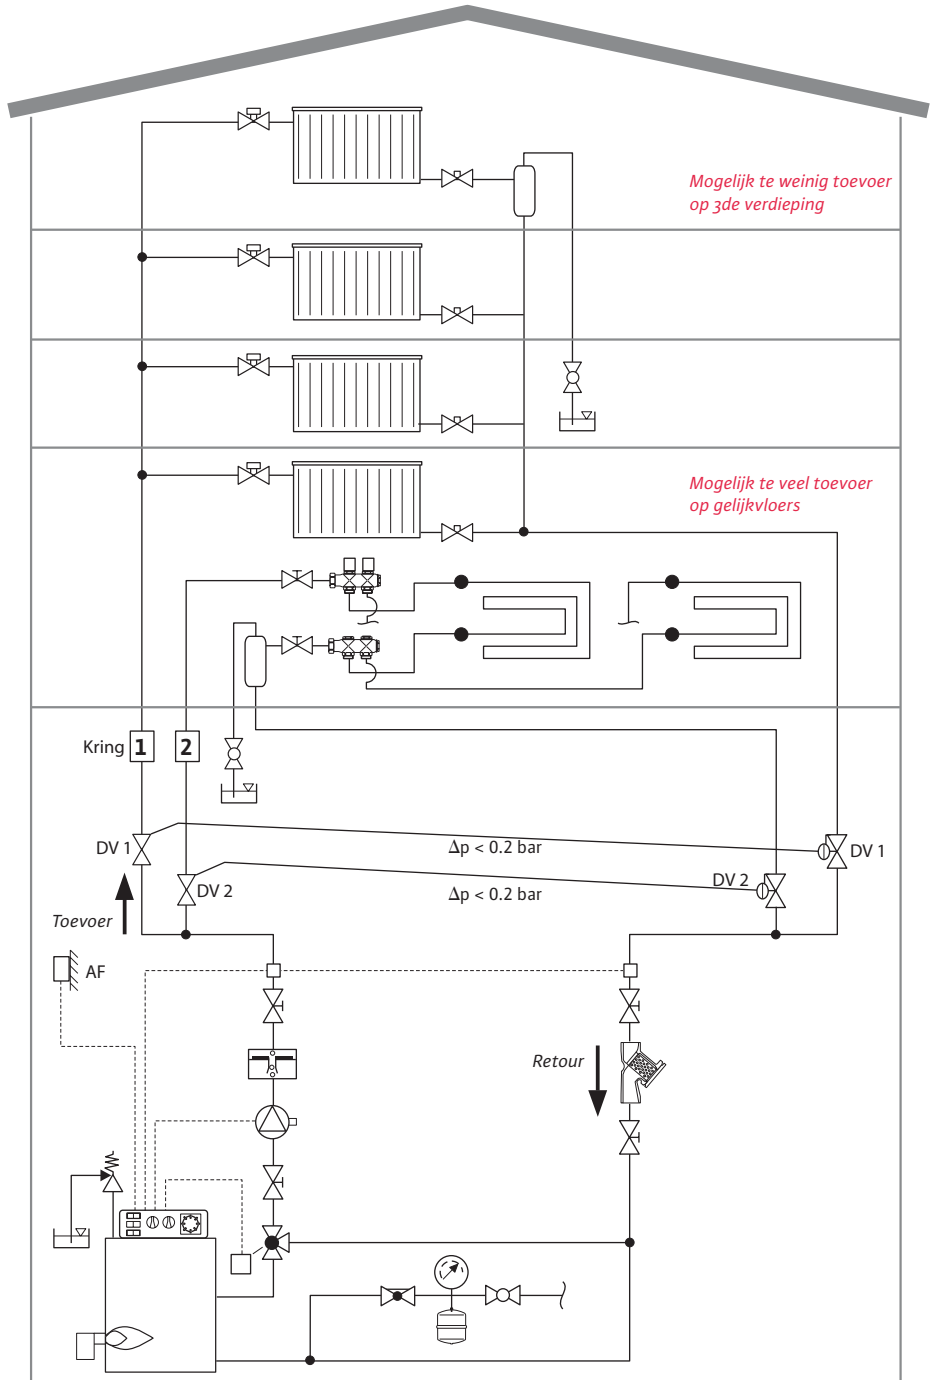 Mogelijk te weinig toevoer
op 3de verdieping
Mogelijk te veel toevoer
op gelijkvloers
Kring 1 2
DV 1
Δp < 0.2 bar
DV 1
DV 2
Δp < 0.2 bar
DV 2
Toevoer
AF
Retour